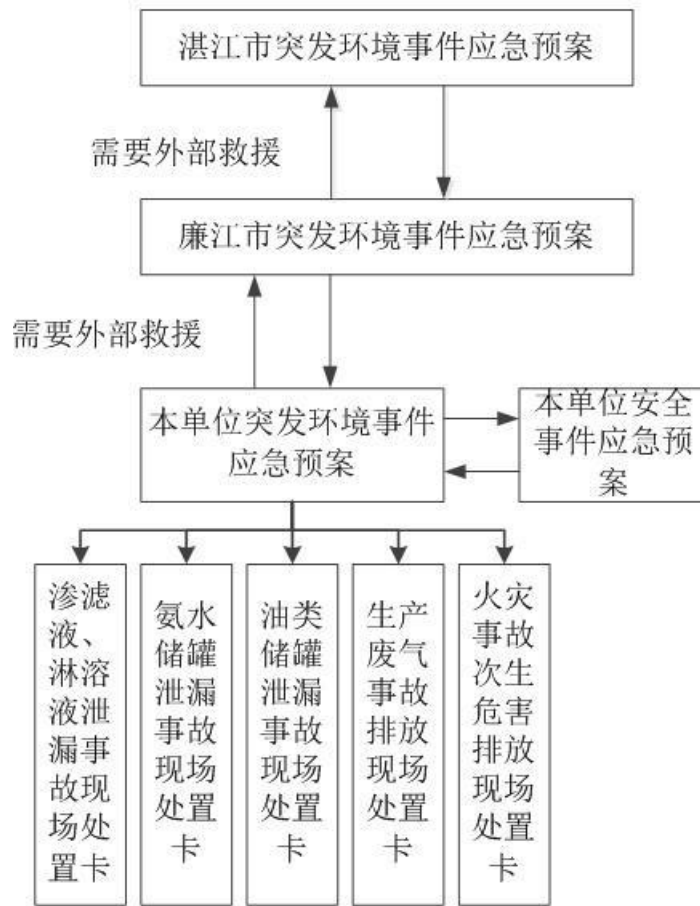 湛江市突发环境事件应急预案
需要外部救援
廉江市突发环境事件应急预案
需要外部救援
本单位突发环境事件
应急预案
本单位安全
事件应急预
案
渗滤
液、
淋溶
液泄
漏事
故现
场处
置卡
氨水
储罐
泄漏
事故
现场
处置
卡
油类
储罐
泄漏
事故
现场
处置
卡
生产
废气
事故
排放
现场
处置
卡
火灾
事故
次生
危害
排放
现场
处置
卡